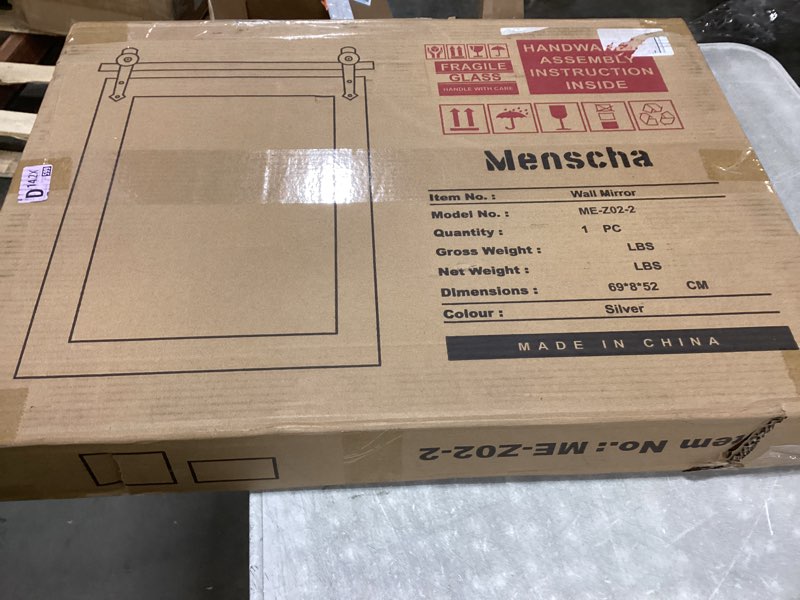 FRAGILE
GLASS
HANDLE WITH CARE
HANDWARE
ASSEMBLY
INSTRUCTION
INSIDE
Menscha
Item No.: Wall Mirror
Model No.: ME-Z02-2
Quantity: 1 PC
Gross Weight: LBS
Net Weight: LBS
Dimensions: 69*8*52 CM
Colour: Silver
MADE IN CHINA
D
Item No.: ME-Z02-2